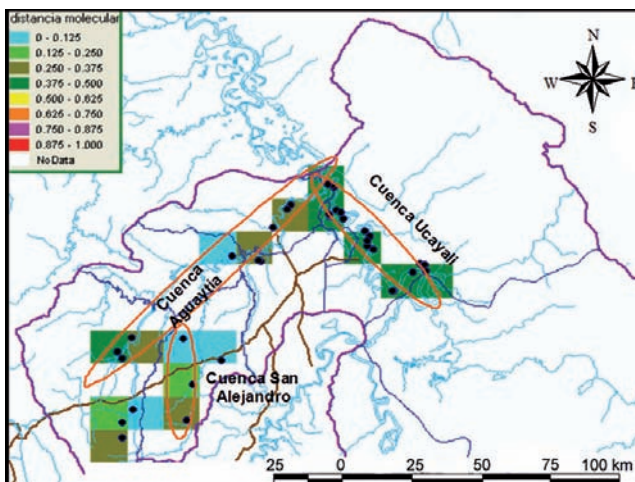 distancia molecular
0 - 0.125
0.125 - 0.250
0.250 - 0.375
0.375 - 0.500
0.500 - 0.625
0.625 - 0.750
0.750 - 0.875
0.875 - 1.000
No Data
N
W
E
S
Cuenca Ucayali
Cuenca
Aguaytia
Cuenca San
Alejandro
25 0 25 50 75 100 km